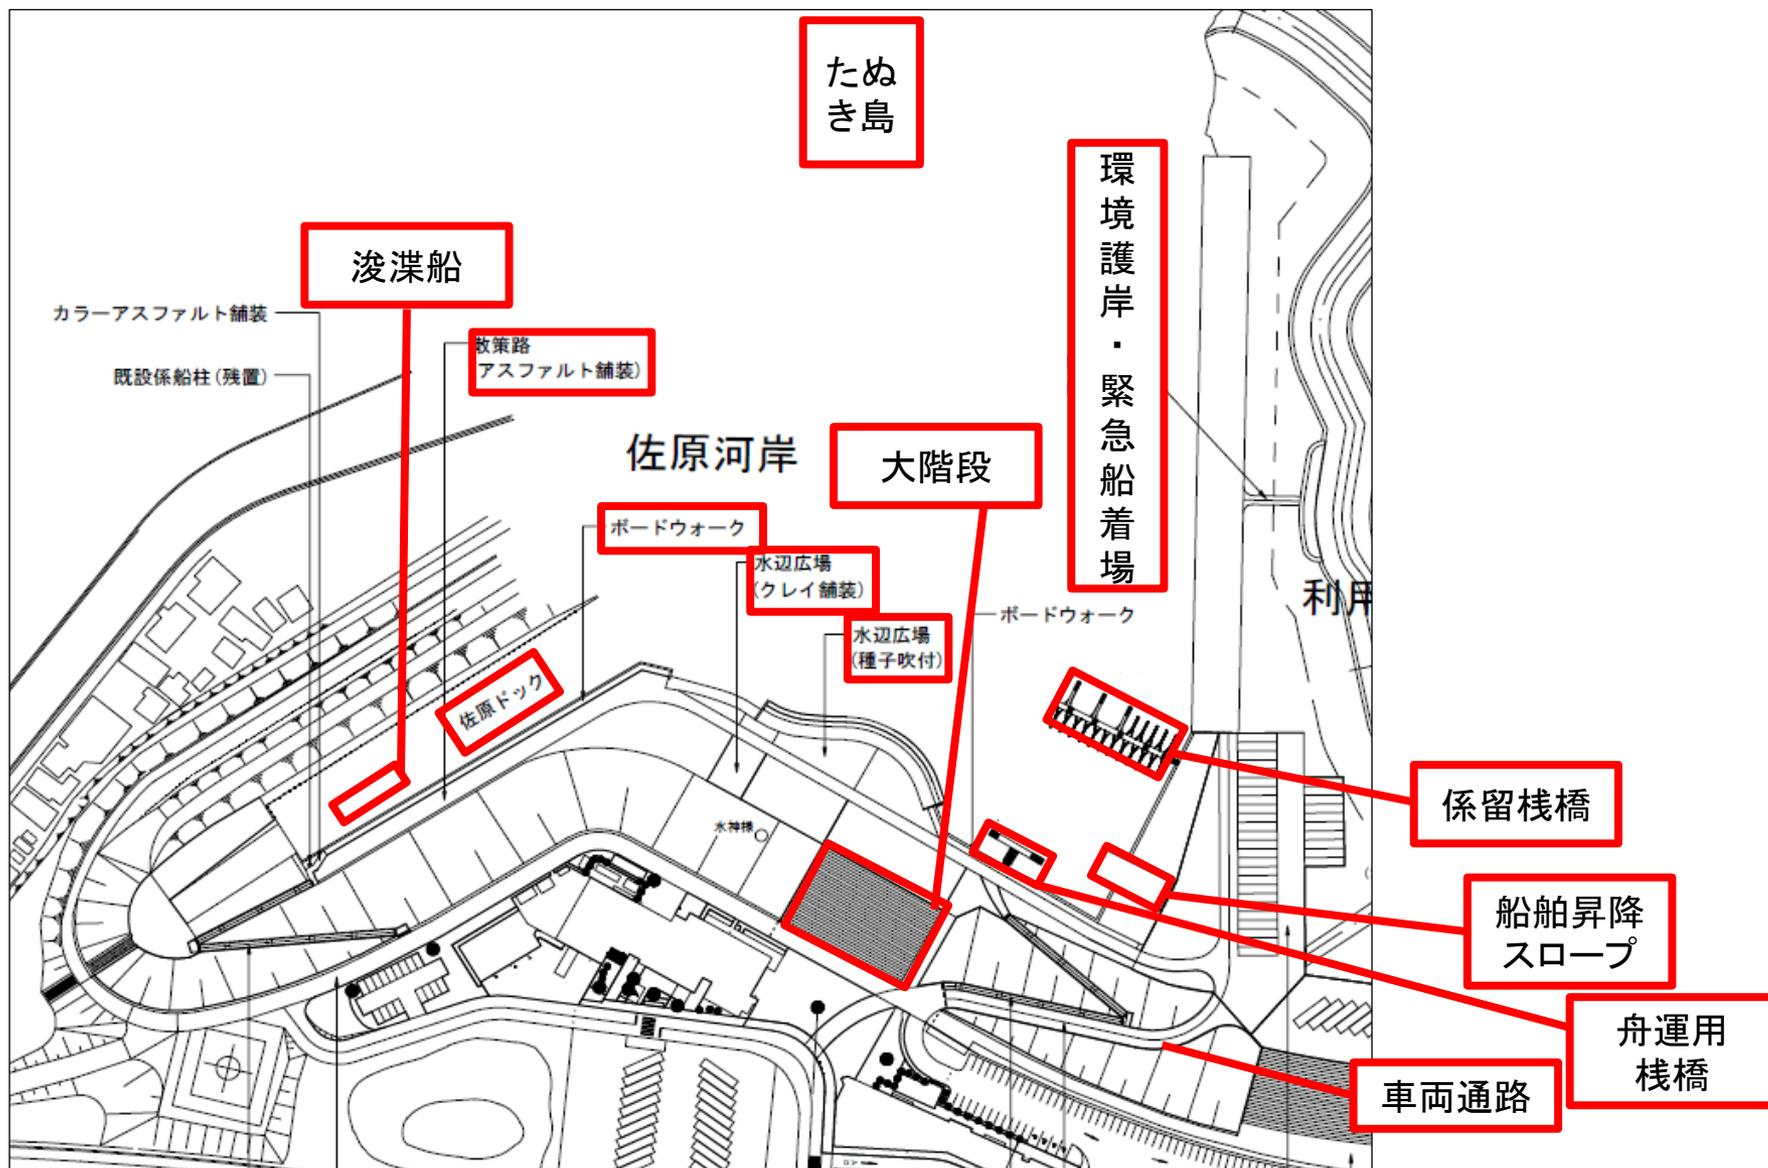 たぬ
き島
環境護岸・緊急船着場
浚渫船
カラーアスファルト舗装
散策路
アスファルト舗装)
既設係船柱(残置)
佐原河岸
大階段
ボードウォーク
水辺広場
(クレイ舗装)
利用
ボードウォーク
水辺広場
(種子吹付)
佐原ドック
係留桟橋
水神様
船舶昇降
スロープ
舟運用
桟橋
車両通路